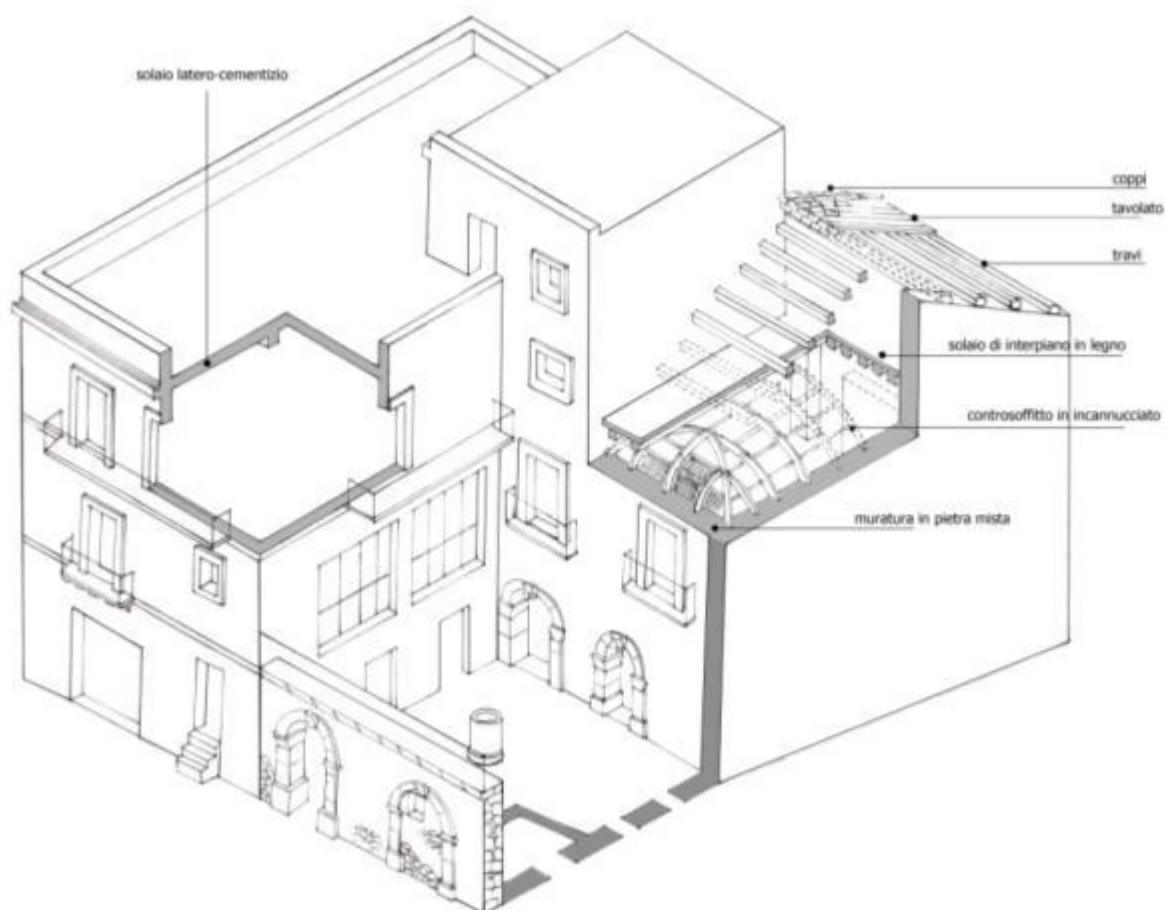 solaio latero-cementizio
coppi
tavolato
travi
solaio di interpiano in legno
controsoffitto in incannucciato
muratura in pietra mista